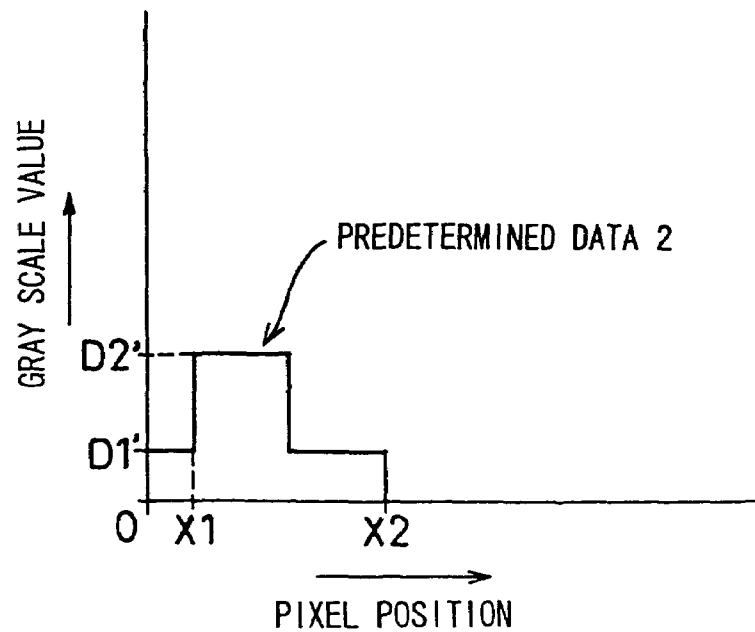 GRAY SCALE VALUE
PREDETERMINED DATA 2
D2'
D1'
0 X1 X2
PIXEL POSITION